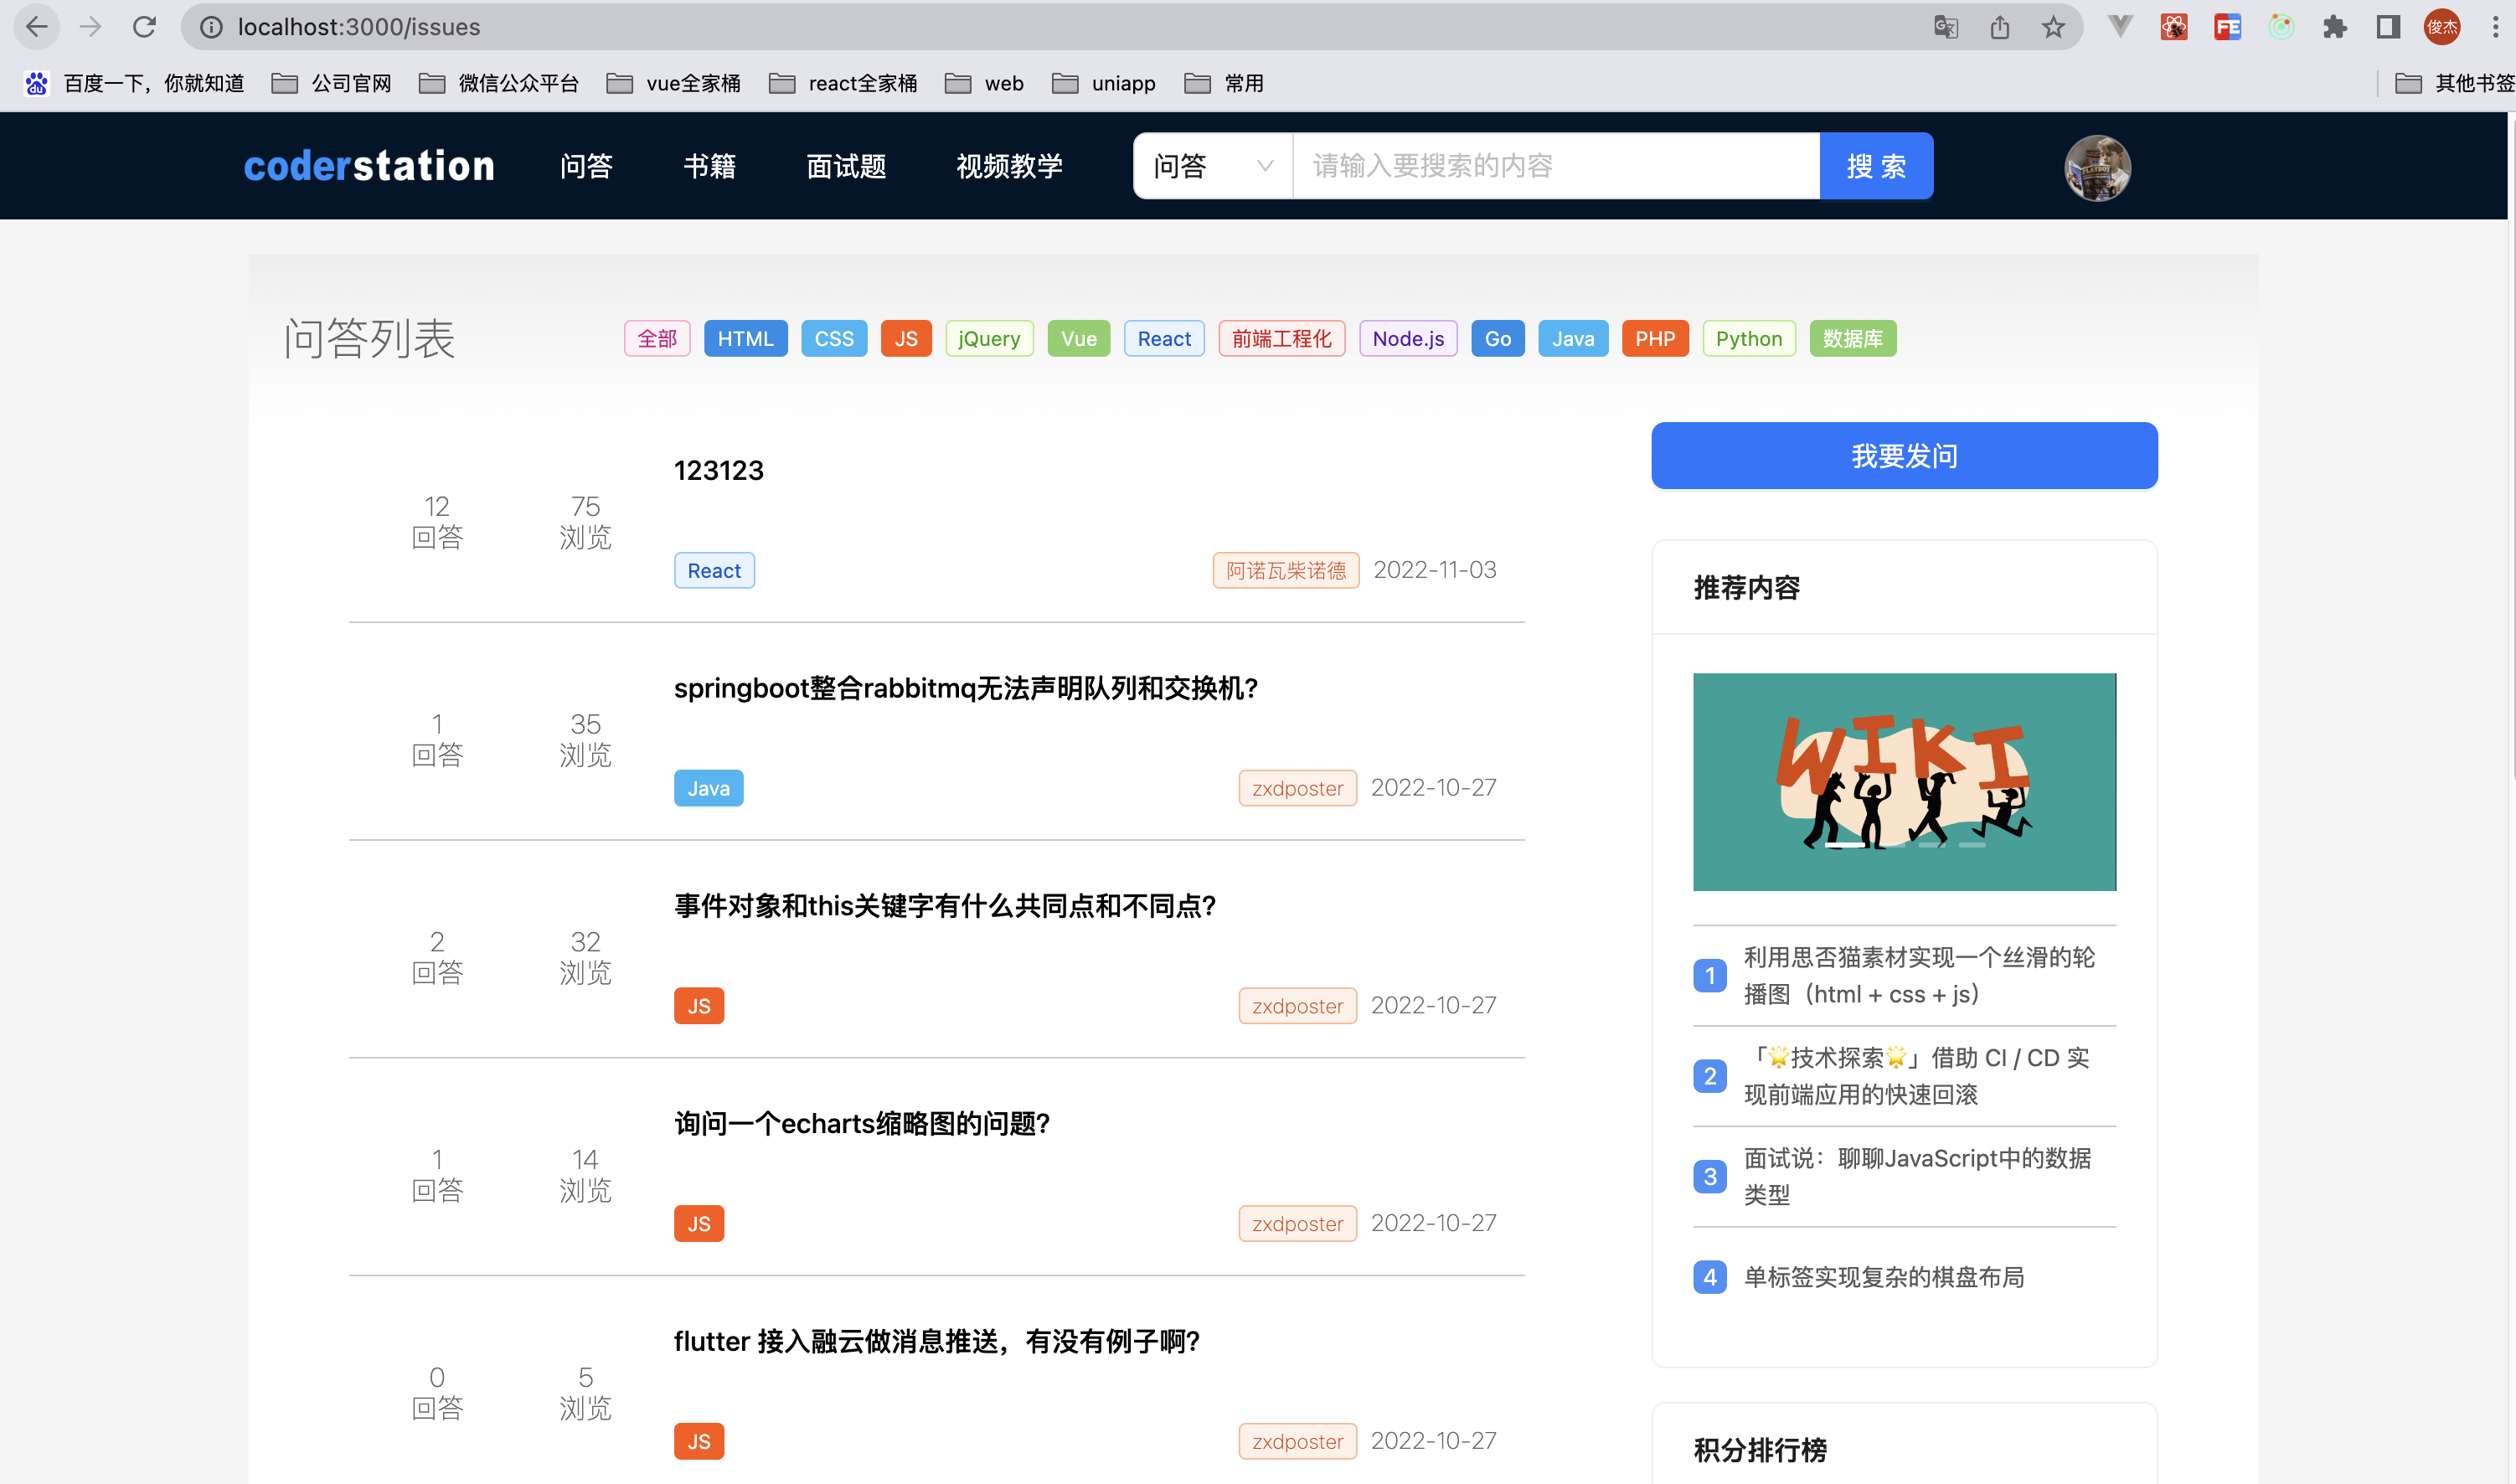 localhost:3000/issues
俊杰
百度一下，你就知道
公司官网
微信公众平台
vue全家桶
react全家桶
web
uniapp
常用
其他书签
coderstation
问答
书籍
面试题
视频教学
问答
请输入要搜索的内容
搜 索
问答列表
全部
HTML
CSS
JS
jQuery
Vue
React
前端工程化
Node.js
Go
Java
PHP
Python
数据库
123123
12
回答
75
浏览
React
阿诺瓦柴诺德
2022-11-03
springboot整合rabbitmq无法声明队列和交换机?
1
回答
35
浏览
Java
zxdposter
2022-10-27
事件对象和this关键字有什么共同点和不同点?
2
回答
32
浏览
JS
zxdposter
2022-10-27
询问一个echarts缩略图的问题?
1
回答
14
浏览
JS
zxdposter
2022-10-27
flutter 接入融云做消息推送，有没有例子啊?
0
回答
5
浏览
JS
zxdposter
2022-10-27
我要发问
推荐内容
WIKI
1
利用思否猫素材实现一个丝滑的轮
播图（html + css + js）
2
「🌟技术探索🌟」借助 CI / CD 实
现前端应用的快速回滚
3
面试说：聊聊JavaScript中的数据
类型
4
单标签实现复杂的棋盘布局
积分排行榜